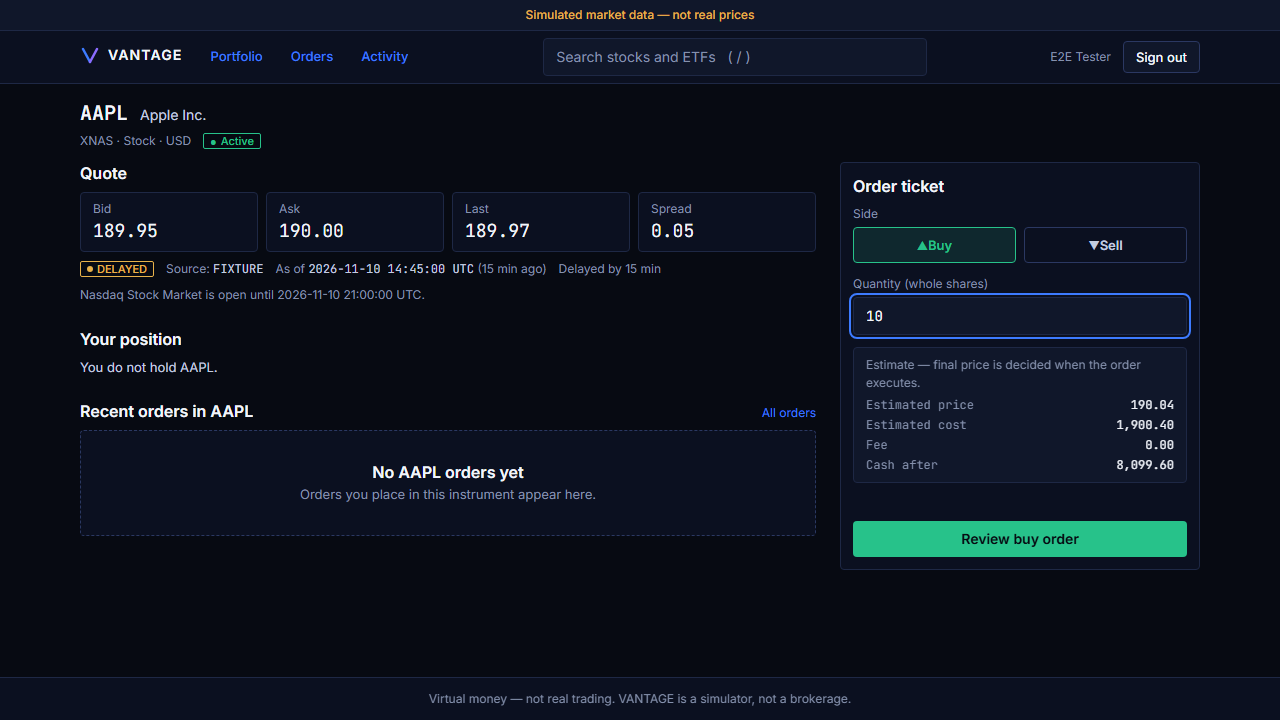 Simulated market data — not real prices
VANTAGE
Portfolio
Orders
Activity
Search stocks and ETFs ( / )
E2E Tester
Sign out
AAPL Apple Inc.
XNAS · Stock · USD
Active
Quote
Bid
189.95
Ask
190.00
Last
189.97
Spread
0.05
DELAYED Source: FIXTURE As of 2026-11-10 14:45:00 UTC (15 min ago) Delayed by 15 min
Nasdaq Stock Market is open until 2026-11-10 21:00:00 UTC.
Your position
You do not hold AAPL.
Recent orders in AAPL
All orders
No AAPL orders yet
Orders you place in this instrument appear here.
Order ticket
Side
▲Buy
▼Sell
Quantity (whole shares)
10
Estimate — final price is decided when the order
executes.
Estimated price 190.04
Estimated cost 1,900.40
Fee 0.00
Cash after 8,099.60
Review buy order
Virtual money — not real trading. VANTAGE is a simulator, not a brokerage.